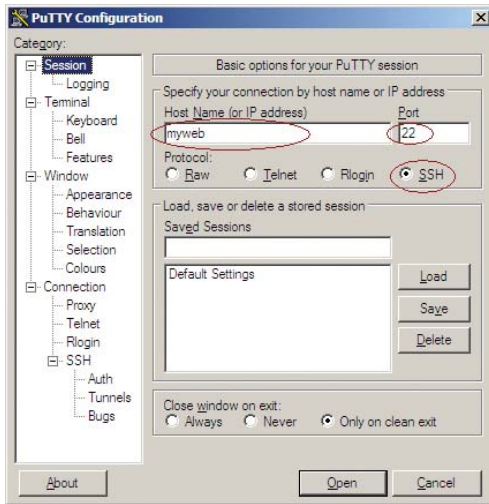 PuTTY Configuration
Category:
Session
Logging
Terminal
Keyboard
Bell
Features
Window
Appearance
Behaviour
Translation
Selection
Colours
Connection
Proxy
Telnet
Rlogin
SSH
Auth
Tunnels
Bugs
Basic options for your PuTTY session
Specify your connection by host name or IP address
Host Name (or IP address) Port
myweb 22
Protocol:
Raw Telnet Rlogin SSH
Load, save or delete a stored session
Saved Sessions
Default Settings
Load
Save
Delete
Close window on exit:
Always Never Only on clean exit
About Open Cancel